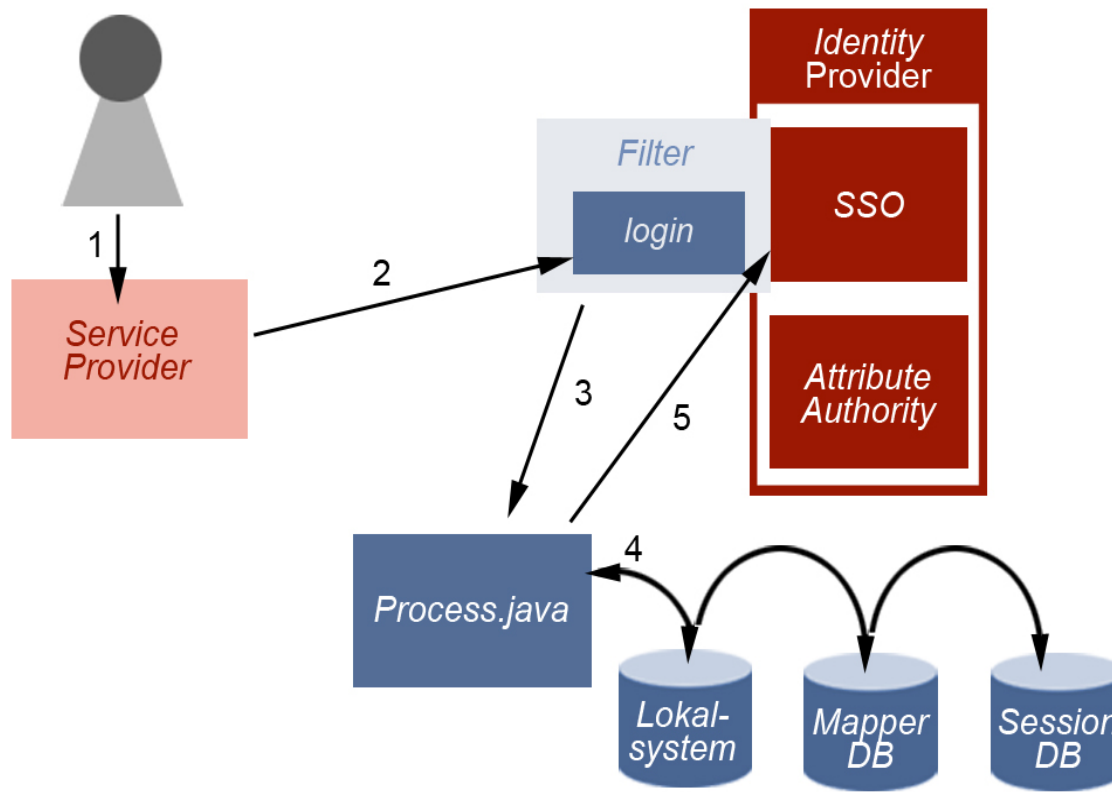 Identity
Provider
Filter
login
SSO
1
2
Service
Provider
3
5
Attribute
Authority
4
Process.java
Lokal-
system
Mapper
DB
Session
DB